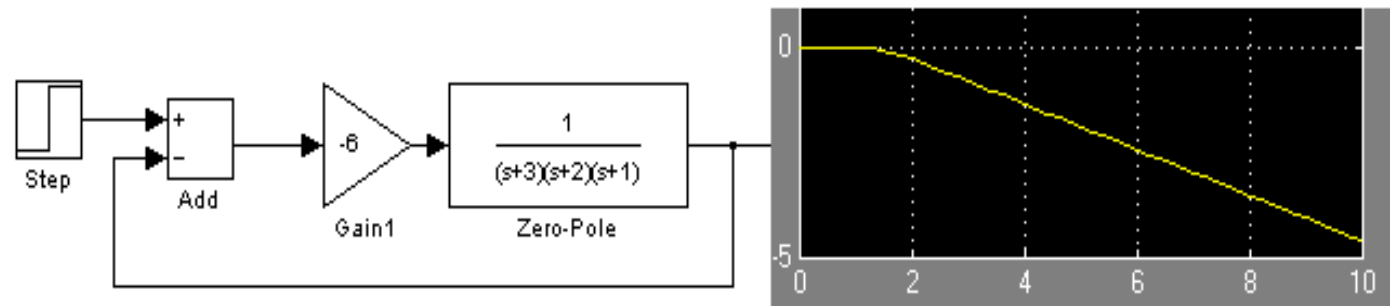 Step
+
−
Add
-6
Gain1
1
(s+3)(s+2)(s+1)
Zero-Pole
0
-5
0 2 4 6 8 10